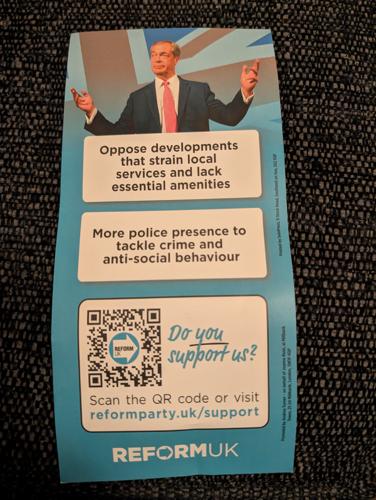 Oppose developments
that strain local
services and lack
essential amenities
More police presence to
tackle crime and
anti-social behaviour
REFORM
UK
Do you
support us?
Scan the QR code or visit
reformparty.uk/support
REFORMUK